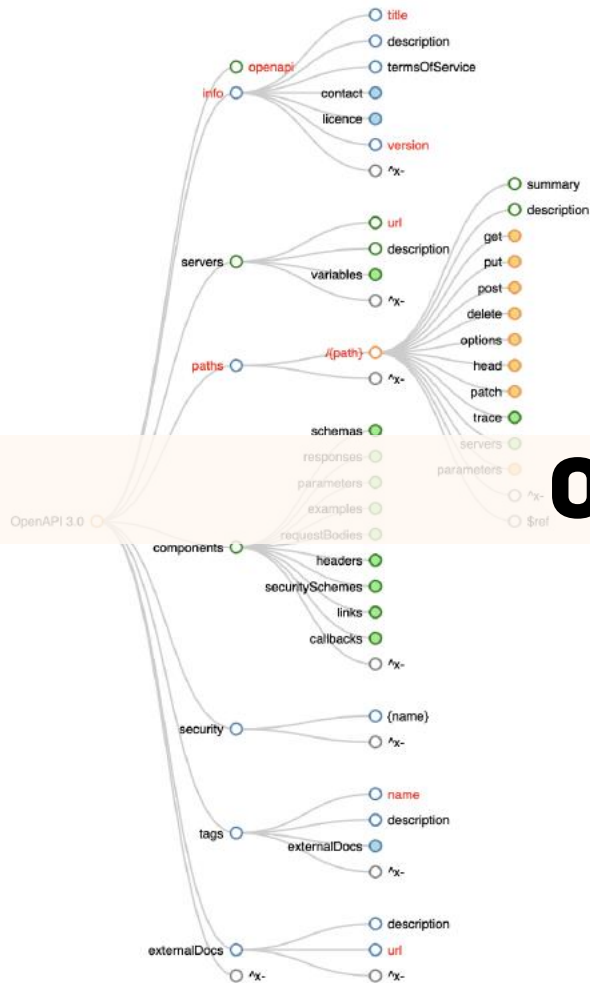 title
description
openapi
termsOfService
info
contact
licence
version
^x-
summary
description
url
get
description
put
servers
variables
post
^x-
delete
options
/{path}
paths
head
^x-
patch
trace
schemas
servers
responses
parameters
parameters
^x-
examples
OpenAPI 3.0
$ref
requestBodies
components
headers
securitySchemes
links
callbacks
^x-
{name}
security
^x-
name
description
tags
externalDocs
^x-
description
externalDocs
url
^x-
^x-